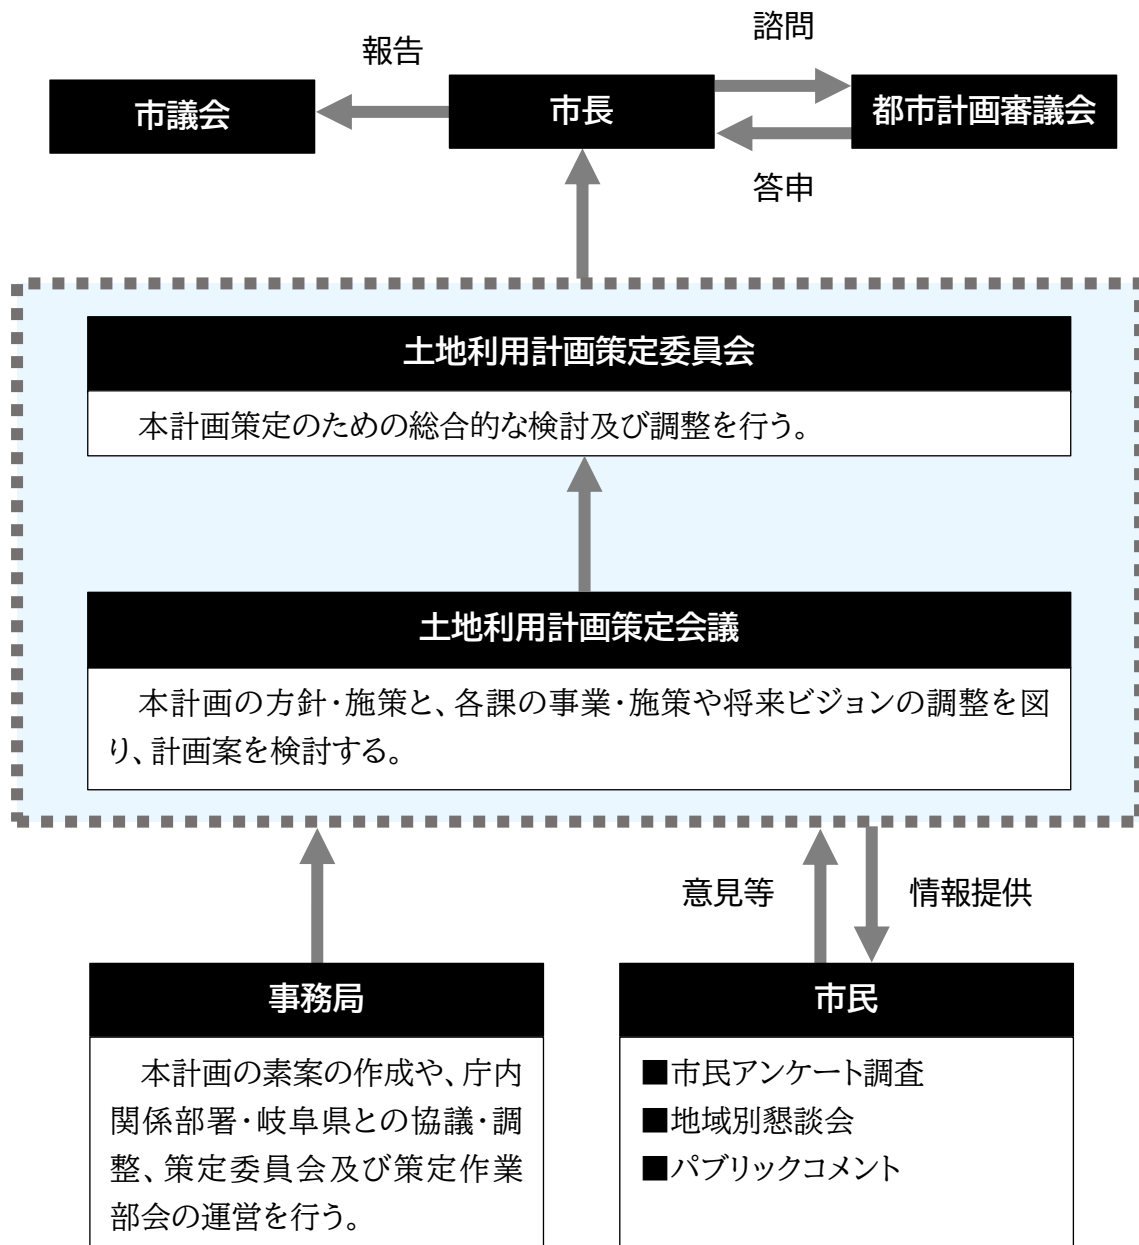 諮問
報告
市議会
市長
都市計画審議会
答申
土地利用計画策定委員会
本計画策定のための総合的な検討及び調整を行う。
土地利用計画策定会議
本計画の方針・施策と、各課の事業・施策や将来ビジョンの調整を図
り、計画案を検討する。
意見等
情報提供
事務局
本計画の素案の作成や、庁内
関係部署・岐阜県との協議・調
整、策定委員会及び策定作業
部会の運営を行う。
市民
■市民アンケート調査
■地域別懇談会
■パブリックコメント